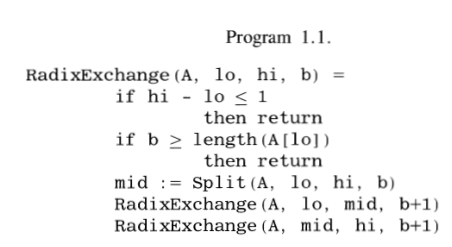 Program 1.1.
RadixExchange(A, lo, hi, b) =
if hi - lo ≤ 1
then return
if b ≥ length(A[lo])
then return
mid := Split(A, lo, hi, b)
RadixExchange(A, lo, mid, b+1)
RadixExchange(A, mid, hi, b+1)